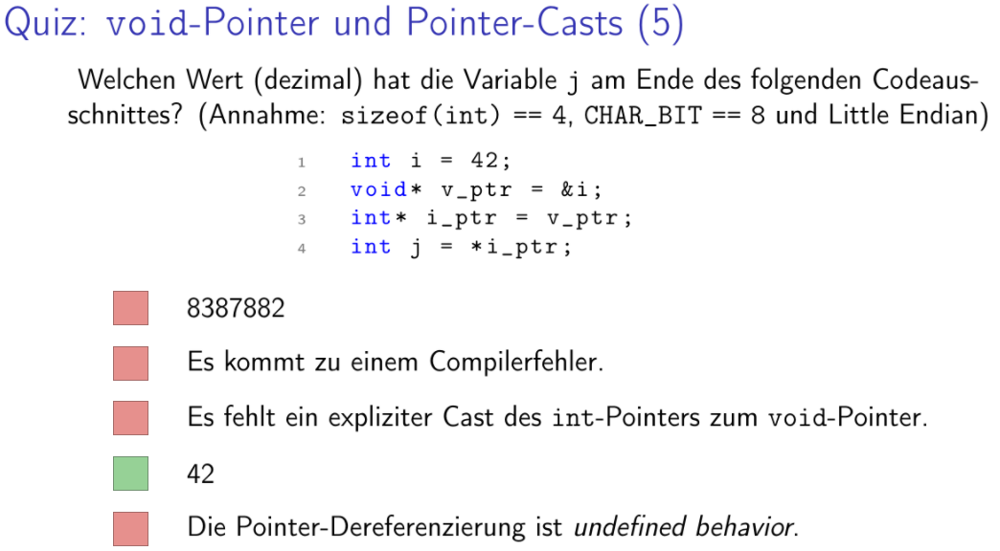 Quiz: void-Pointer und Pointer-Casts (5)
Welchen Wert (dezimal) hat die Variable j am Ende des folgenden Codeaus-
schnittes? (Annahme: sizeof(int) == 4, CHAR_BIT == 8 und Little Endian)
1 int i = 42;
2 void* v_ptr = &i;
3 int* i_ptr = v_ptr;
4 int j = *i_ptr;
8387882
Es kommt zu einem Compilerfehler.
Es fehlt ein expliziter Cast des int-Pointers zum void-Pointer.
42
Die Pointer-Dereferenzierung ist undefined behavior.